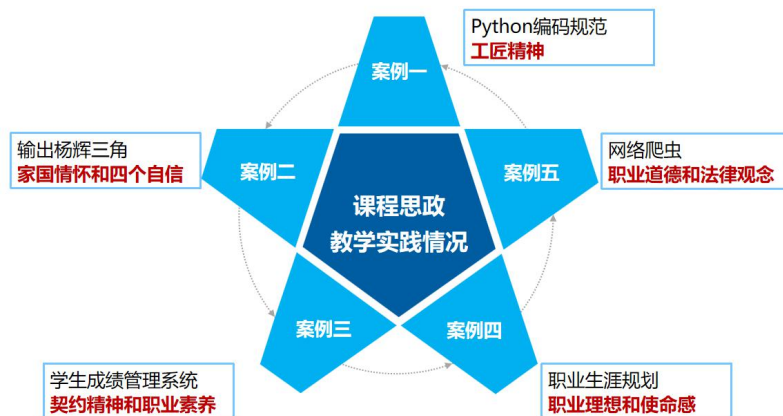 Python编码规范
工匠精神
案例一
输出杨辉三角
家国情怀和四个自信
案例二
课程思政
教学实践情况
案例五
网络爬虫
职业道德和法律观念
案例三
案例四
学生成绩管理系统
契约精神和职业素养
职业生涯规划
职业理想和使命感